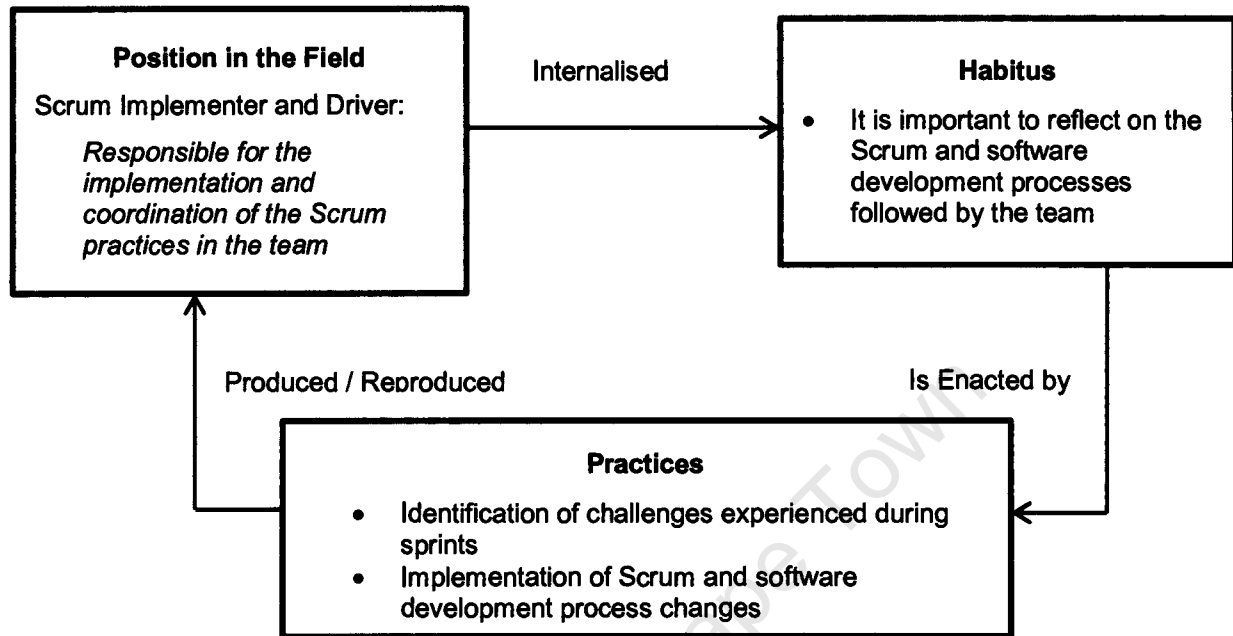 Position in the Field
Scrum Implementer and Driver:
Responsible for the
implementation and
coordination of the Scrum
practices in the team
Internalised
Habitus
• It is important to reflect on the
Scrum and software
development processes
followed by the team
Produced / Reproduced
Is Enacted by
Practices
• Identification of challenges experienced during
sprints
• Implementation of Scrum and software
development process changes
ape Town